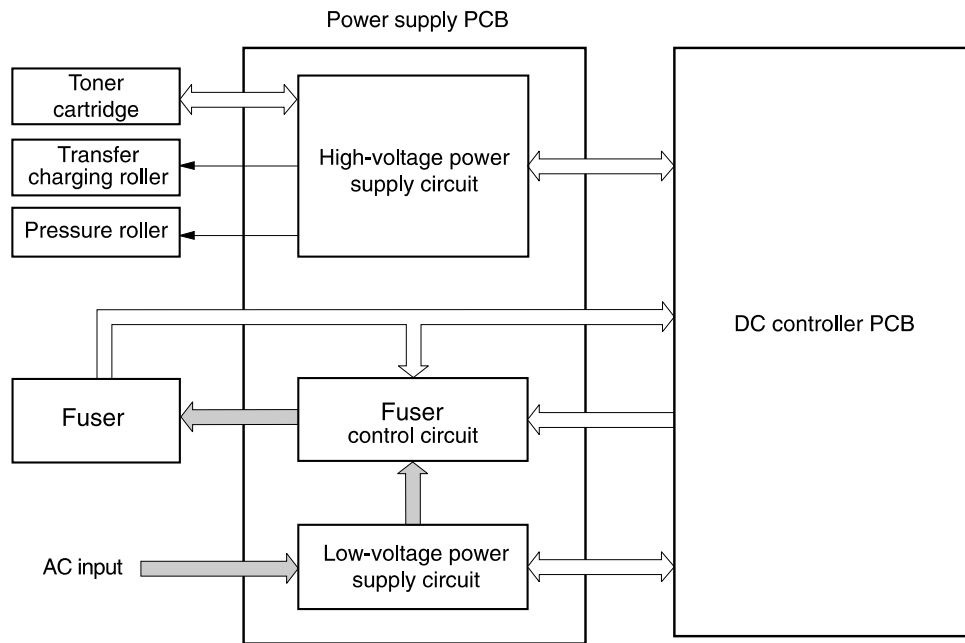 Power supply PCB
Toner
cartridge
Transfer
charging roller
Pressure roller
High-voltage power
supply circuit
DC controller PCB
Fuser
Fuser
control circuit
AC input
Low-voltage power
supply circuit